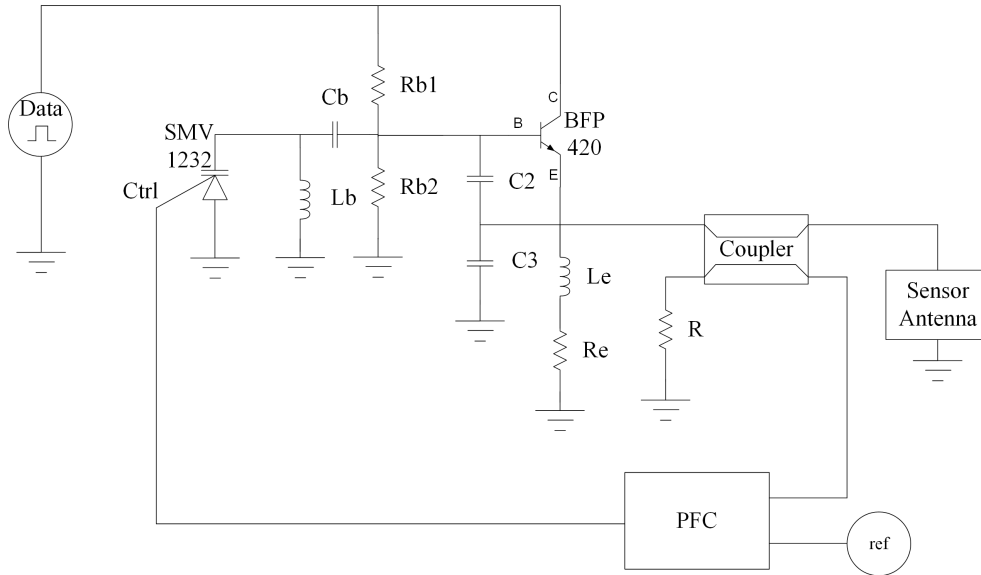 C
Rb1
Cb
Data
B
BFP
420
SMV
1232
E
C2
Rb2
Ctrl
Lb
Coupler
C3
Le
Sensor
Antenna
R
Re
PFC
ref